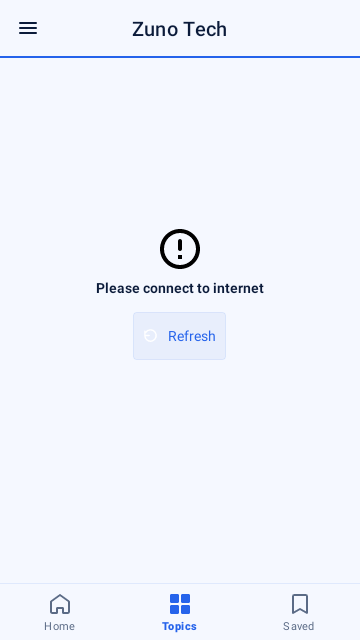 Zuno Tech
Please connect to internet
Refresh
Home
Topics
Saved